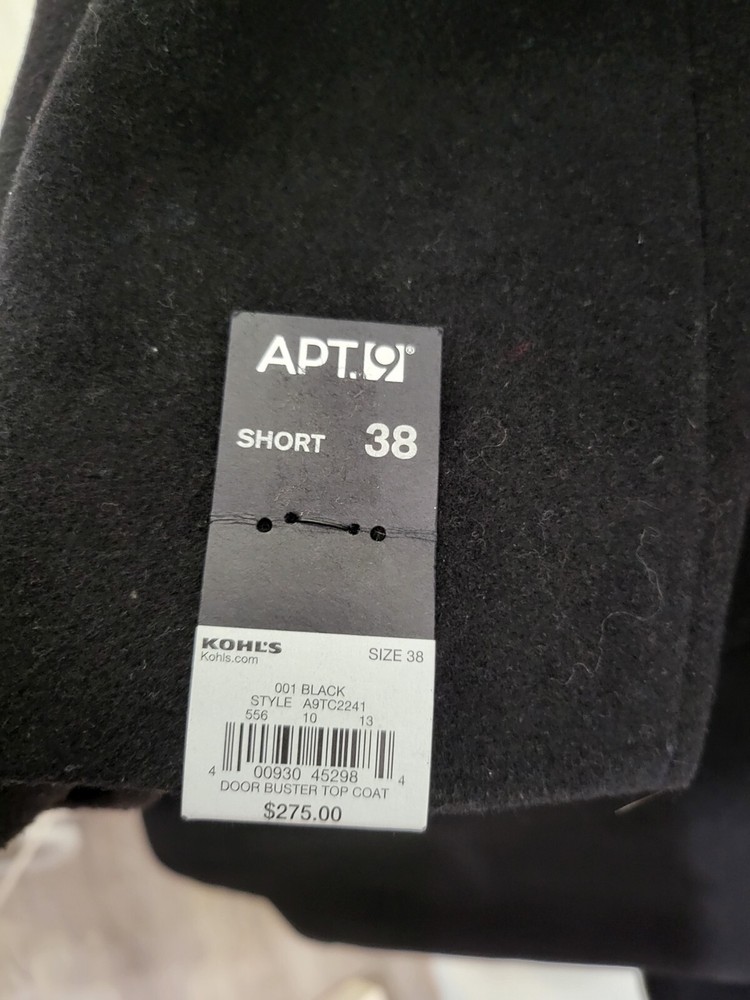 APT.9®
SHORT 38
KOHL'S SIZE 38
Kohls.com
001 BLACK
STYLE A9TC2241
556 10 13
4 00930 45298 4
DOOR BUSTER TOP COAT
$275.00